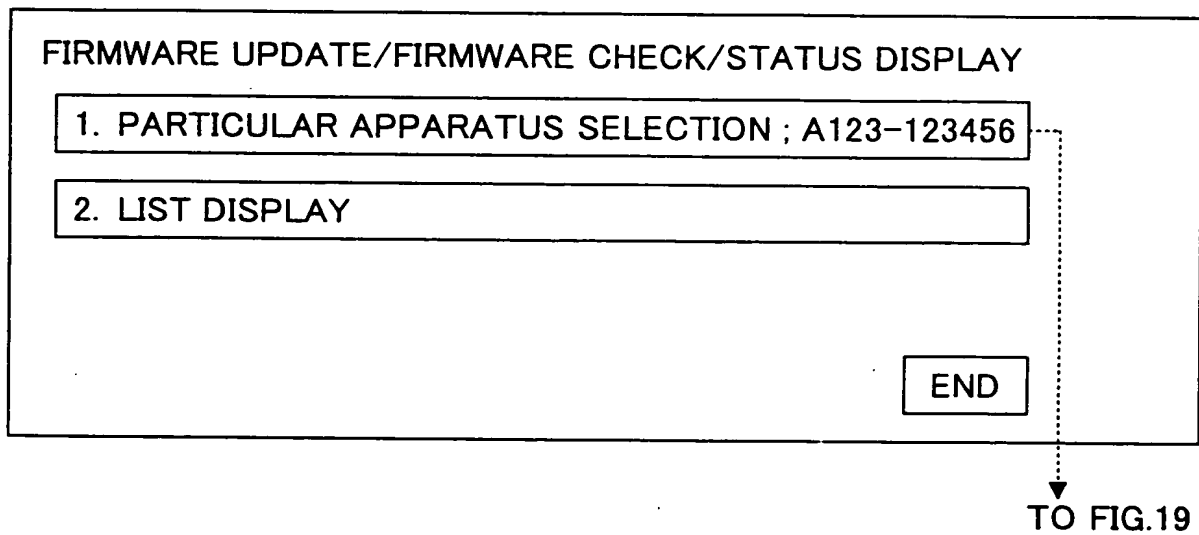 FIRMWARE UPDATE/FIRMWARE CHECK/STATUS DISPLAY
1. PARTICULAR APPARATUS SELECTION ; A123-123456
2. LIST DISPLAY
END
TO FIG.19